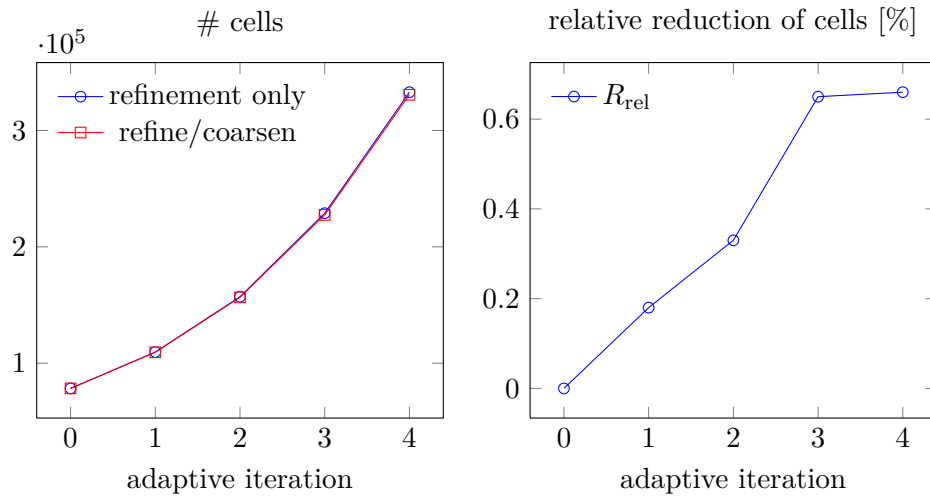 # cells
·10^5
refinement only
refine/coarsen
3
2
1
0 1 2 3 4
adaptive iteration
relative reduction of cells [%]
R_rel
0.6
0.4
0.2
0
0 1 2 3 4
adaptive iteration